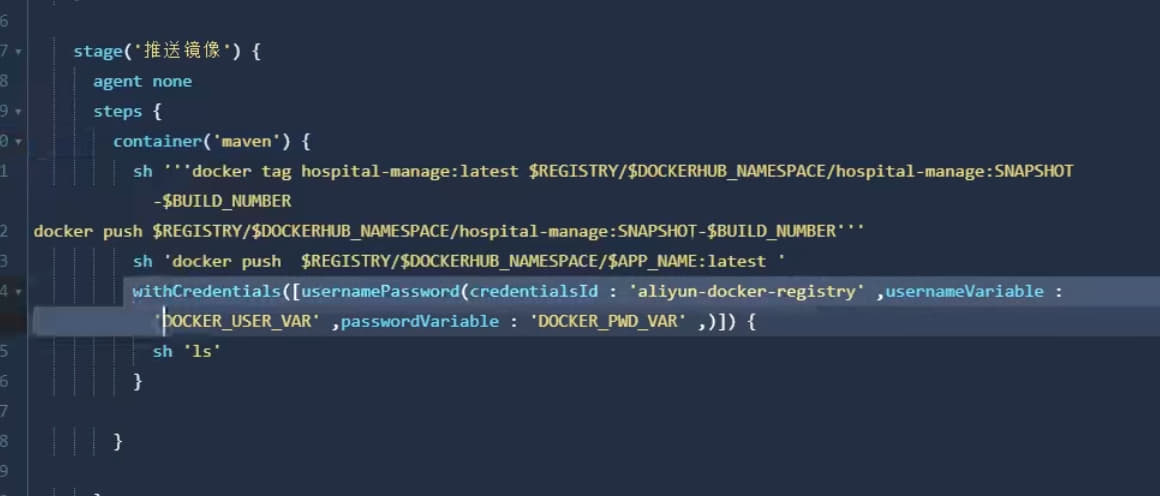 6
7 stage('推送镜像') {
8 agent none
9 steps {
0 container('maven') {
1 sh '''docker tag hospital-manage:latest $REGISTRY/$DOCKERHUB_NAMESPACE/hospital-manage:SNAPSHOT
-$BUILD_NUMBER
2 docker push $REGISTRY/$DOCKERHUB_NAMESPACE/hospital-manage:SNAPSHOT-$BUILD_NUMBER'''
3 sh 'docker push  $REGISTRY/$DOCKERHUB_NAMESPACE/$APP_NAME:latest '
4 withCredentials([usernamePassword(credentialsId : 'aliyun-docker-registry' ,usernameVariable :
'DOCKER_USER_VAR' ,passwordVariable : 'DOCKER_PWD_VAR' ,)]) {
5 sh 'ls'
6 }
7
8 }
9